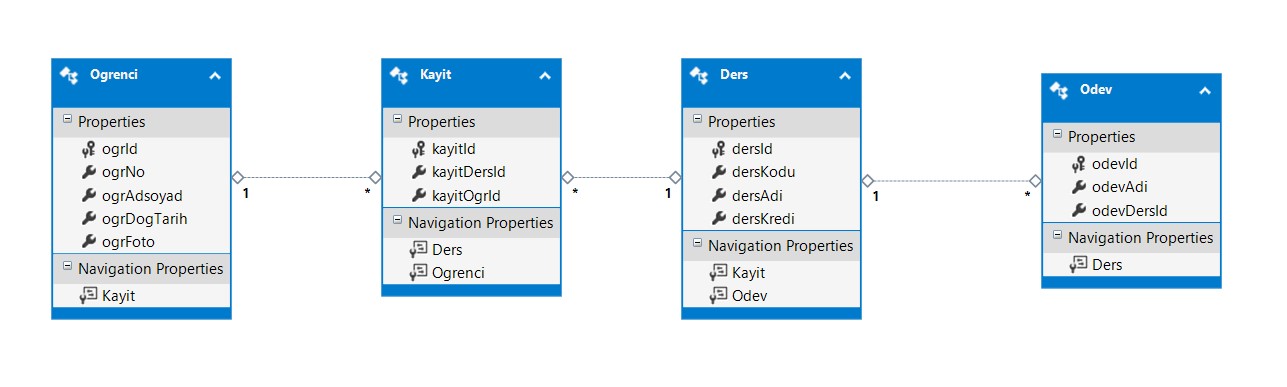 Ogrenci
Properties
ogrId
ogrNo
ogrAdsoyad
ogrDogTarih
ogrFoto
Navigation Properties
Kayit
1
*
Kayit
Properties
kayitId
kayitDersId
kayitOgrId
Navigation Properties
Ders
Ogrenci
*
1
Ders
Properties
dersId
dersKodu
dersAdi
dersKredi
Navigation Properties
Kayit
Odev
1
*
Odev
Properties
odevId
odevAdi
odevDersId
Navigation Properties
Ders